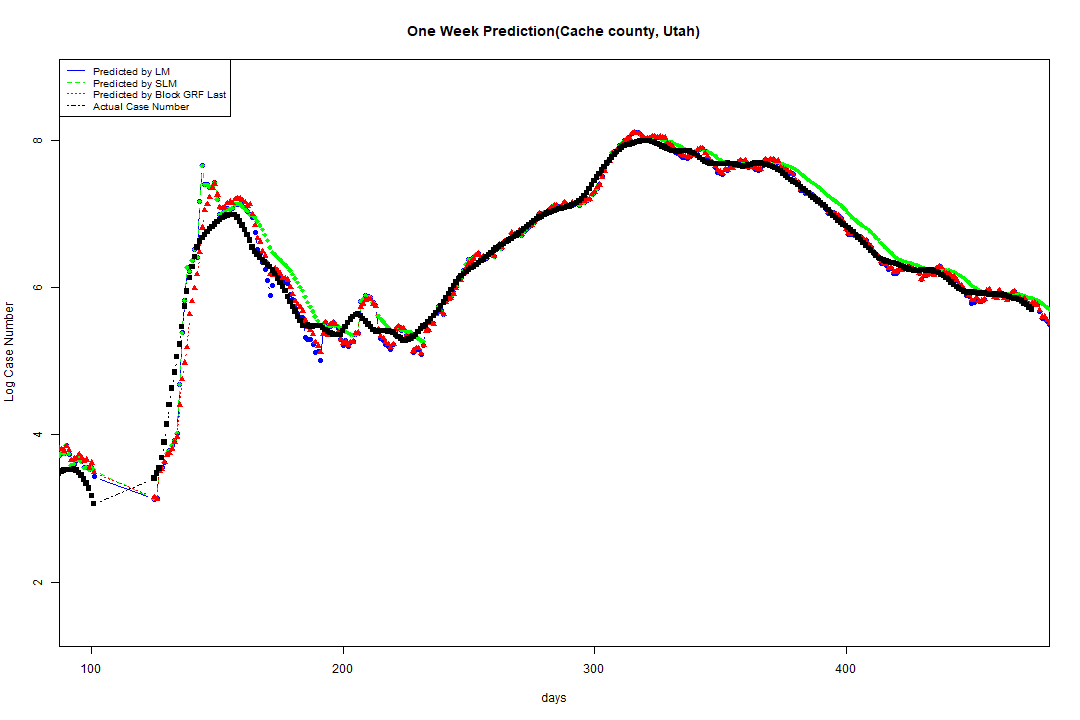 One Week Prediction(Cache county, Utah)
Predicted by LM
Predicted by SLM
Predicted by Block GRF Last
Actual Case Number
8
6
4
2
Log Case Number
100 200 300 400
days